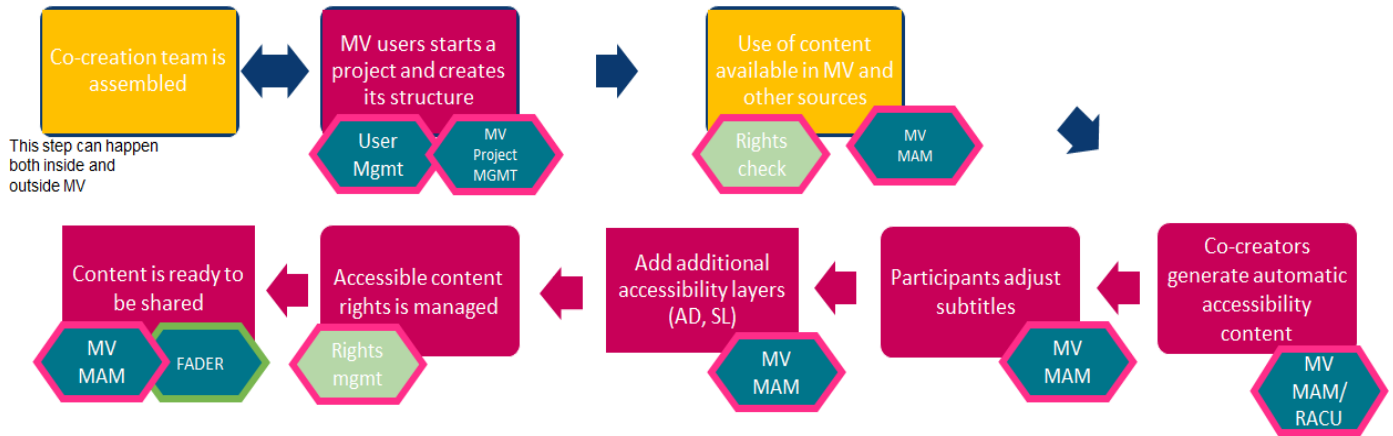 Co-creation team is
assembled
This step can happen
both inside and
outside MV
MV users starts a
project and creates
its structure
User
Mgmt
MV
Project
MGMT
Use of content
available in MV and
other sources
Rights
check
MV
MAM
Co-creators
generate automatic
accessibility
content
MV
MAM/
RACU
Participants adjust
subtitles
MV
MAM
Add additional
accessibility layers
(AD, SL)
MV
MAM
Accessible content
rights is managed
Rights
mgmt
Content is ready to
be shared
MV
MAM
FADER